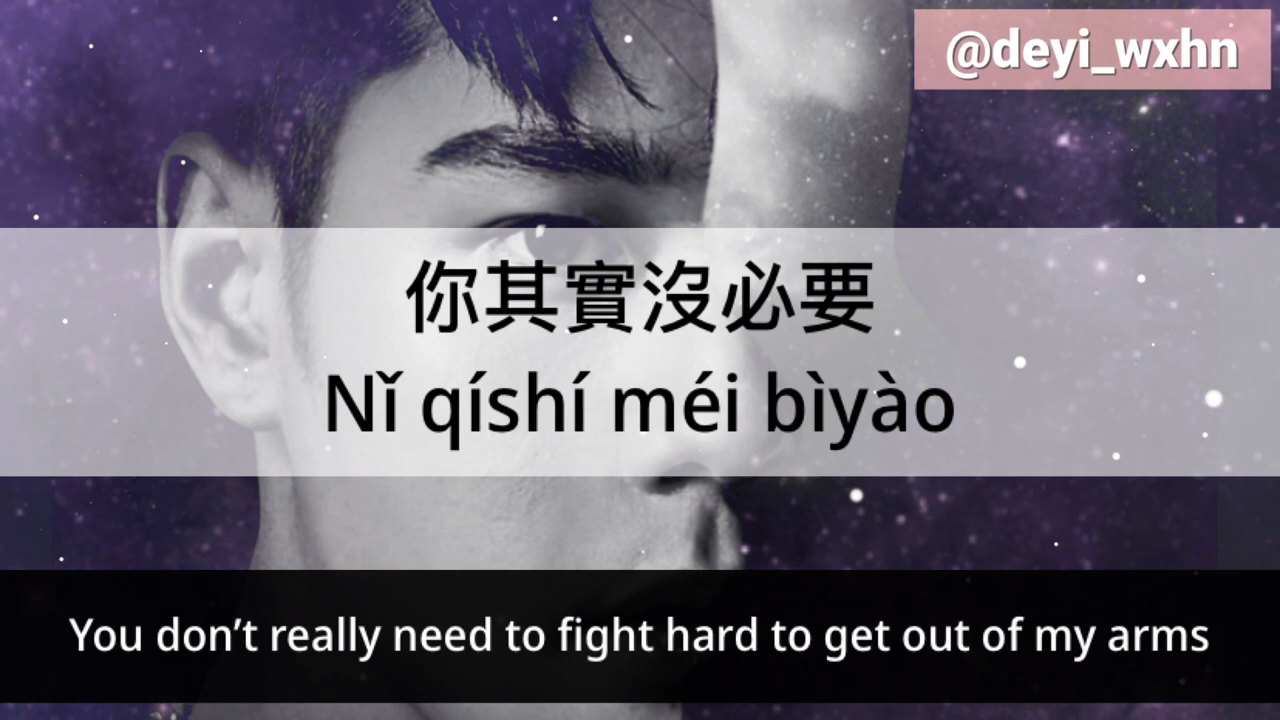 @deyi_wxhn
你其實沒必要
Nǐ qíshí méi bìyào
You don’t really need to fight hard to get out of my arms